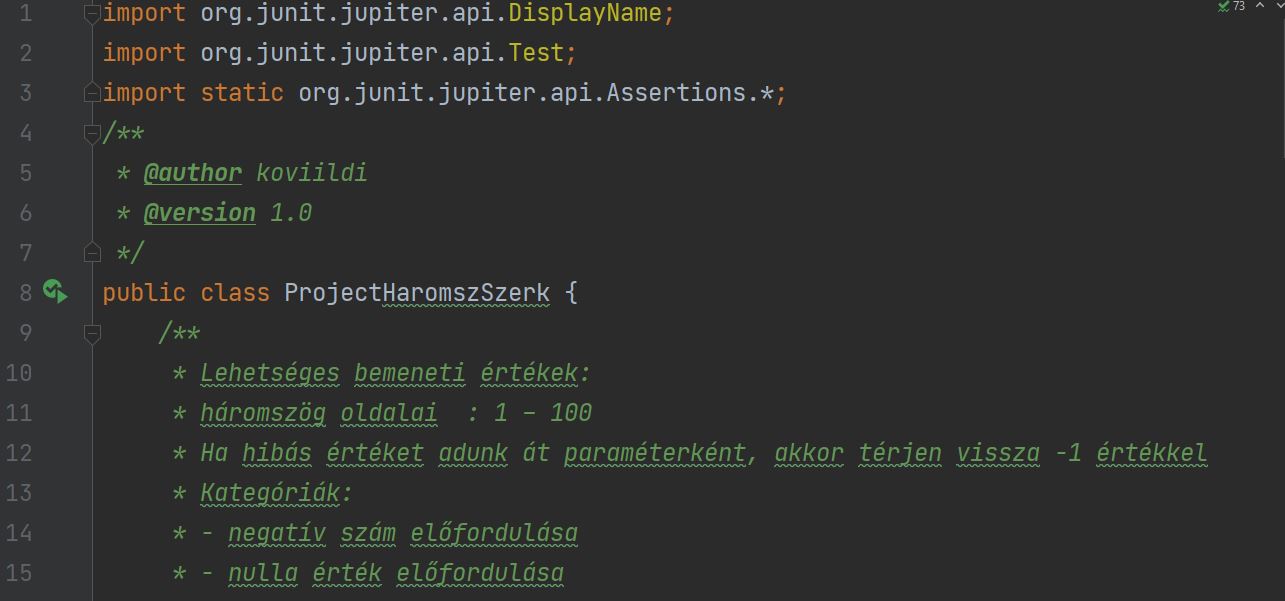 73
1 import org.junit.jupiter.api.DisplayName;
2 import org.junit.jupiter.api.Test;
3 import static org.junit.jupiter.api.Assertions.*;
4 /**
5 * @author koviildi
6 * @version 1.0
7 */
8 public class ProjectHaromszSzerk {
9 /**
10 * Lehetséges bemeneti értékek:
11 * háromszög oldalai : 1 – 100
12 * Ha hibás értéket adunk át paraméterként, akkor térjen vissza -1 értékkel
13 * Kategóriák:
14 * - negatív szám előfordulása
15 * - nulla érték előfordulása